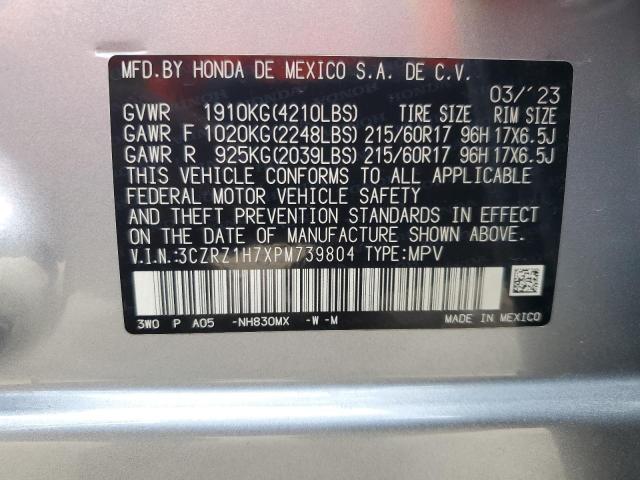 MFD.BY HONDA DE MEXICO S.A. DE C.V.
03/'23
GVWR 1910KG(4210LBS) TIRE SIZE RIM SIZE
GAWR F 1020KG(2248LBS) 215/60R17 96H 17X6.5J
GAWR R 925KG(2039LBS) 215/60R17 96H 17X6.5J
THIS VEHICLE CONFORMS TO ALL APPLICABLE
FEDERAL MOTOR VEHICLE SAFETY
AND THEFT PREVENTION STANDARDS IN EFFECT
ON THE DATE OF MANUFACTURE SHOWN ABOVE.
V.I.N.:3CZRZ1H7XPM739804 TYPE:MPV
3W0 P A05 -NH830MX -W -M
MADE IN MEXICO